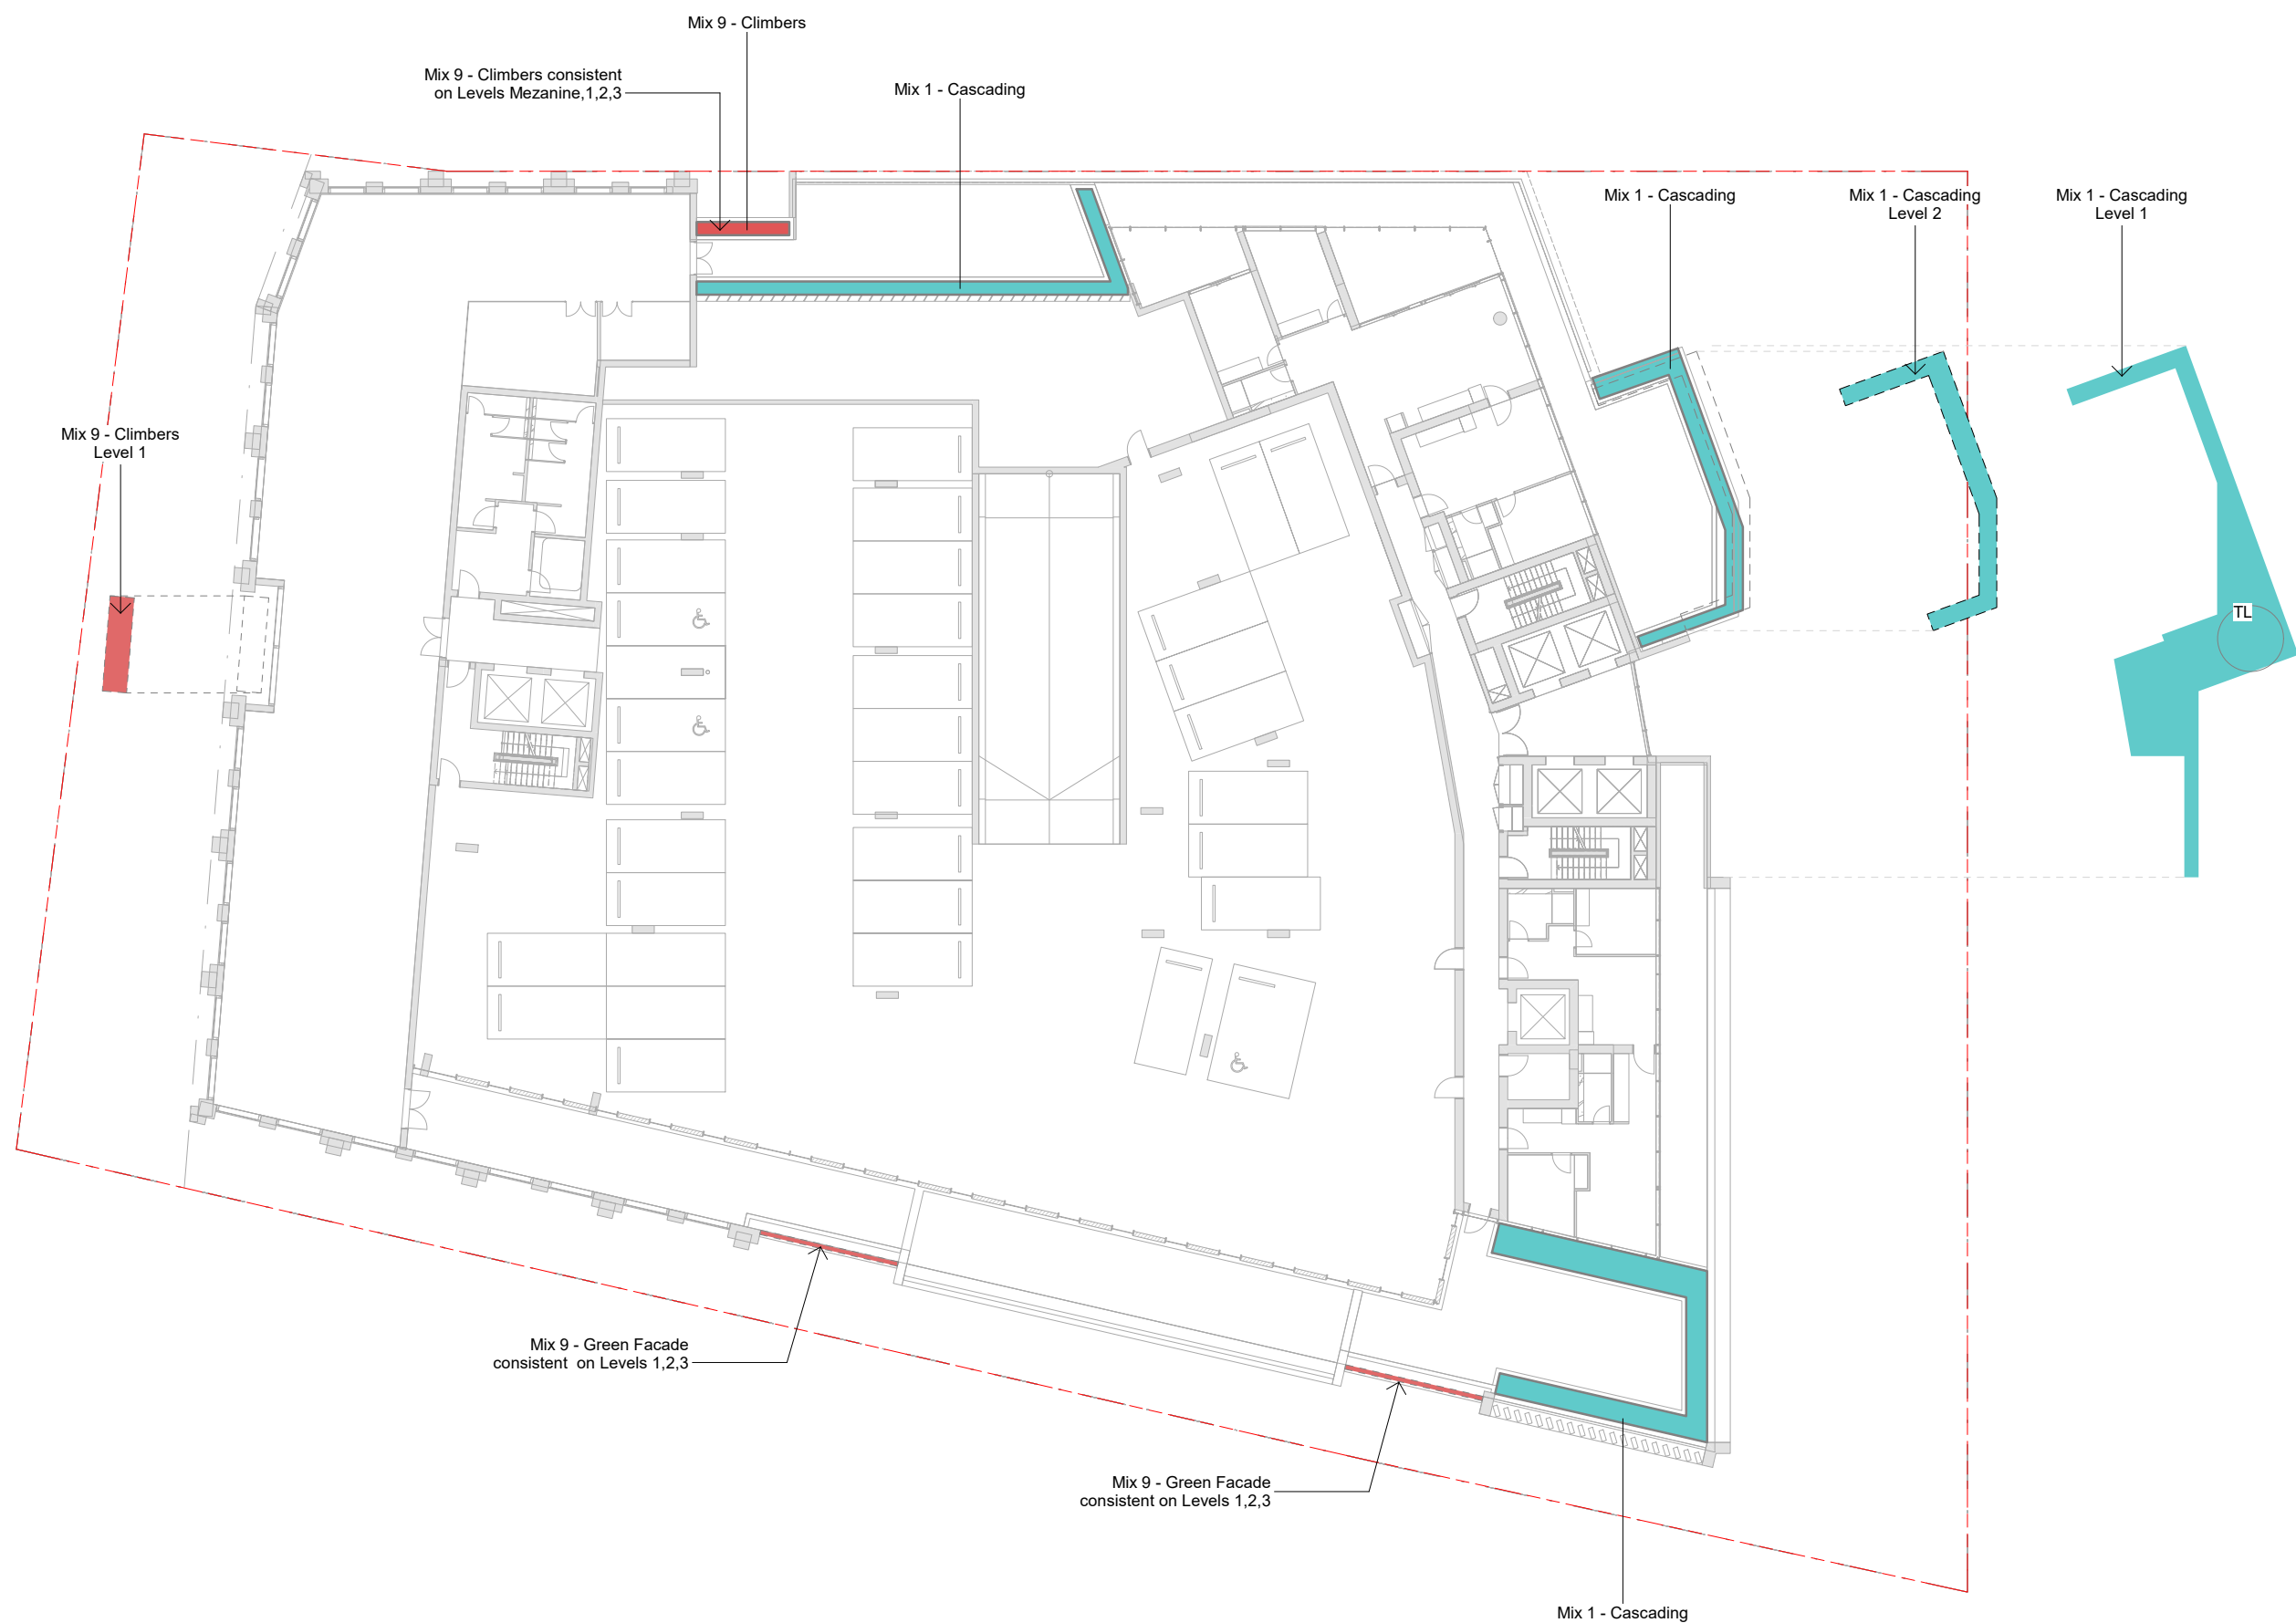 Mix 9 - Climbers
Mix 9 - Climbers consistent
on Levels Mezanine,1,2,3
Mix 1 - Cascading
Mix 1 - Cascading
Mix 1 - Cascading
Level 2
Mix 1 - Cascading
Level 1
Mix 9 - Climbers
Level 1
TL
Mix 9 - Green Facade
consistent  on Levels 1,2,3
Mix 9 - Green Facade
consistent on Levels 1,2,3
Mix 1 - Cascading